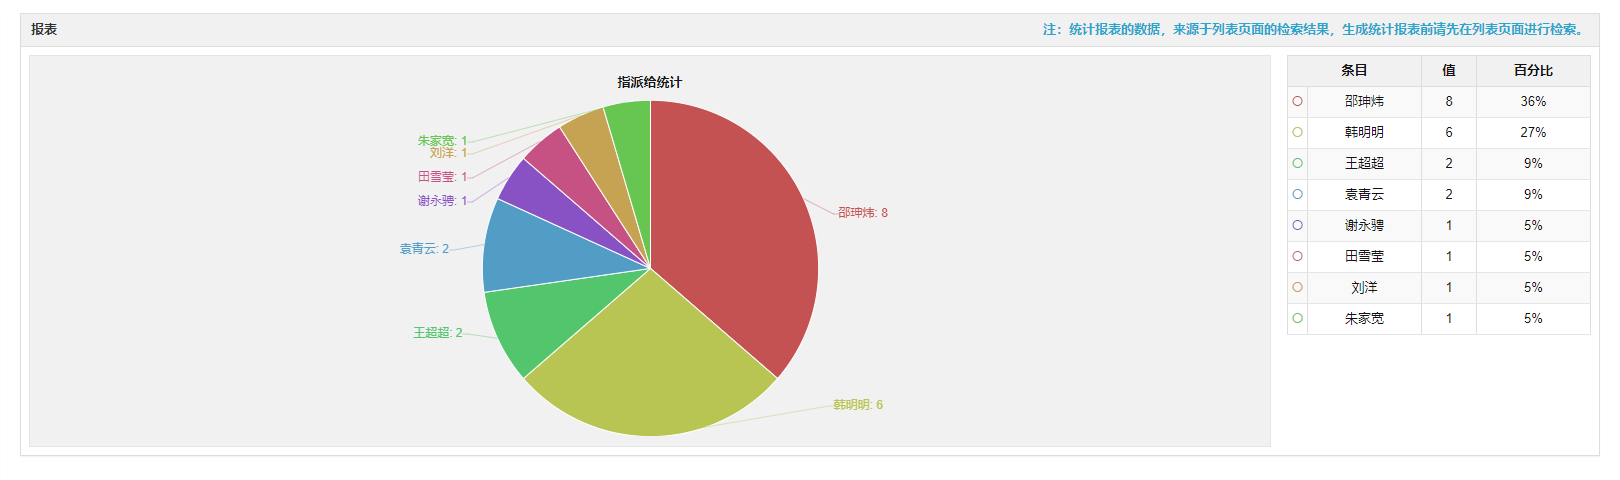 报表
注：统计报表的数据，来源于列表页面的检索结果，生成统计报表前请先在列表页面进行检索。
指派给统计
朱家宽: 1
刘洋: 1
田雪莹: 1
谢永骋: 1
袁青云: 2
王超超: 2
邵珅炜: 8
韩明明: 6
条目 值 百分比
邵珅炜 8 36%
韩明明 6 27%
王超超 2 9%
袁青云 2 9%
谢永骋 1 5%
田雪莹 1 5%
刘洋 1 5%
朱家宽 1 5%